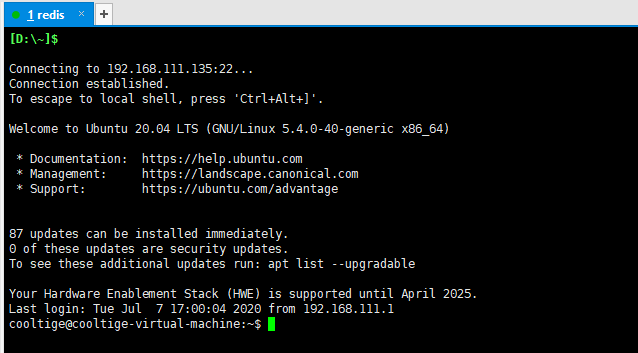 1 redis × +
[D:\~]$
Connecting to 192.168.111.135:22...
Connection established.
To escape to local shell, press 'Ctrl+Alt+]'.
Welcome to Ubuntu 20.04 LTS (GNU/Linux 5.4.0-40-generic x86_64)
* Documentation:  https://help.ubuntu.com
* Management:     https://landscape.canonical.com
* Support:        https://ubuntu.com/advantage
87 updates can be installed immediately.
0 of these updates are security updates.
To see these additional updates run: apt list --upgradable
Your Hardware Enablement Stack (HWE) is supported until April 2025.
Last login: Tue Jul  7 17:00:04 2020 from 192.168.111.1
cooltige@cooltige-virtual-machine:~$